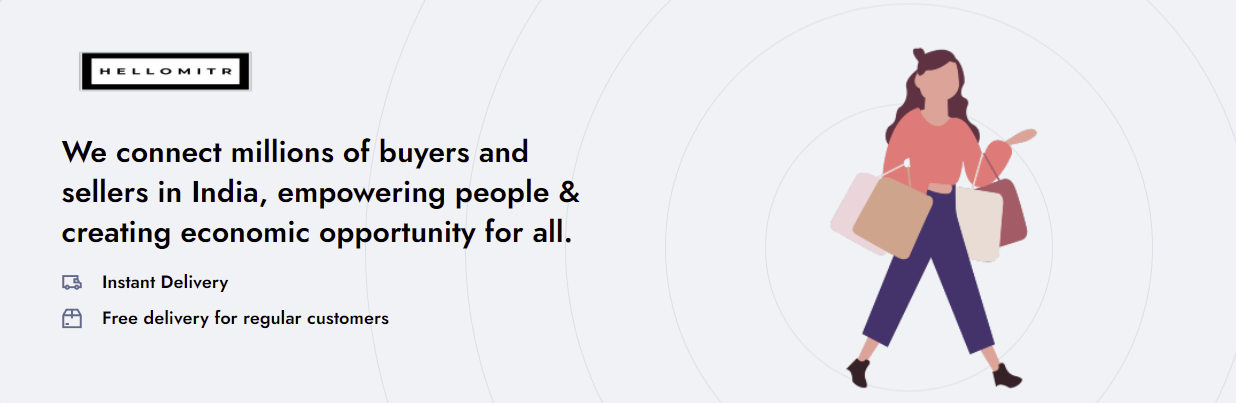 HELLOMITR
We connect millions of buyers and
sellers in India, empowering people &
creating economic opportunity for all.
Instant Delivery
Free delivery for regular customers